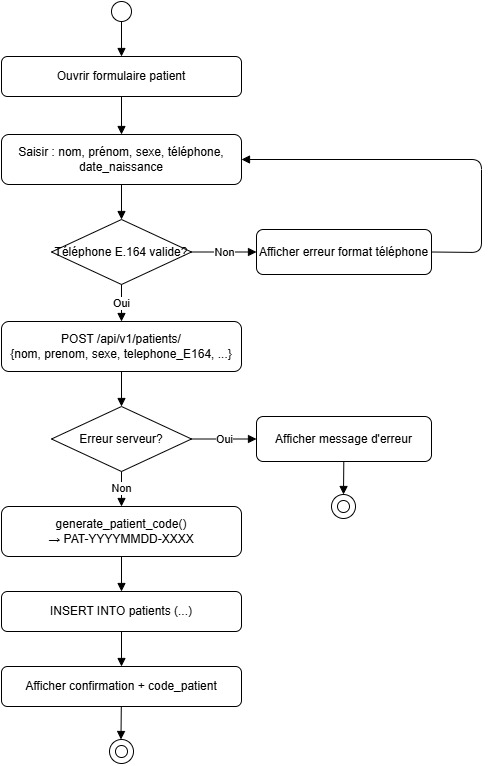 Ouvrir formulaire patient
Saisir : nom, prénom, sexe, téléphone,
date_naissance
Téléphone E.164 valide?
Non
Afficher erreur format téléphone
Oui
POST /api/v1/patients/
{nom, prenom, sexe, telephone_E164, ...}
Erreur serveur?
Oui
Afficher message d'erreur
Non
generate_patient_code()
→ PAT-YYYYMMDD-XXXX
INSERT INTO patients (...)
Afficher confirmation + code_patient